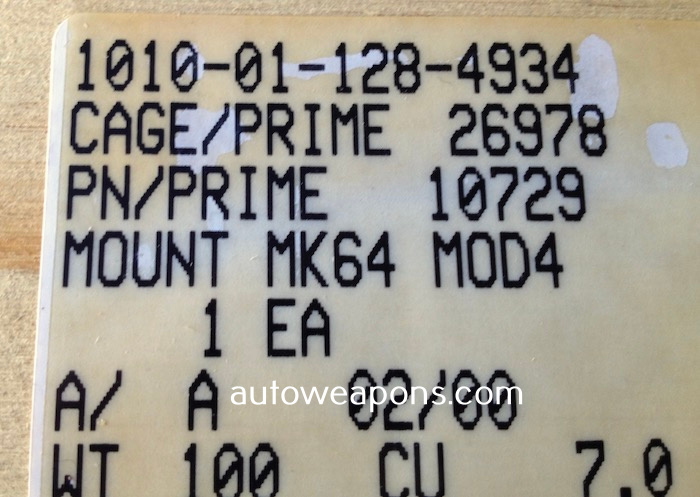 1010-01-128-4934
CAGE/PRIME 26978
PN/PRIME 10729
MOUNT MK64 MOD4
1 EA
A/ A 02/00
autoweapons.com
WT 100 CU 7.0